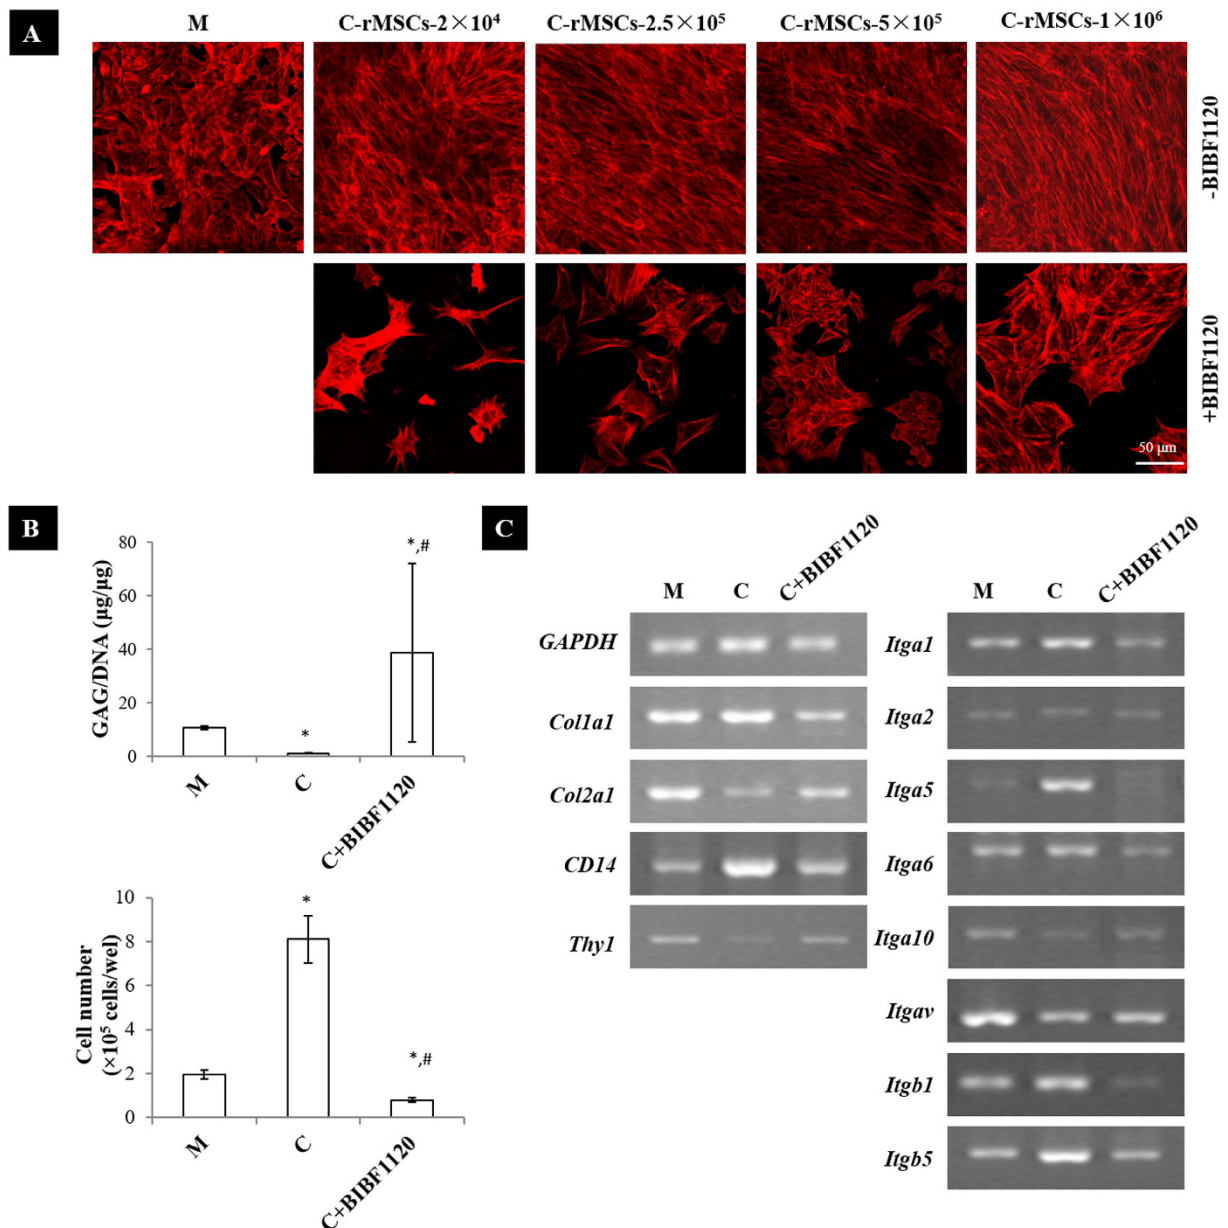 A
M
C-rMSCs-2×10⁴
C-rMSCs-2.5×10⁵
C-rMSCs-5×10⁵
C-rMSCs-1×10⁶
-BIBF1120
+BIBF1120
50 μm
B
GAG/DNA (μg/μg)
80
60
40
20
0
*
*,#
M
C
C+BIBF1120
Cell number
(×10⁵ cells/wel)
10
8
6
4
2
0
*
*,#
M
C
C+BIBF1120
C
M
C
C+BIBF1120
GAPDH
Col1a1
Col2a1
CD14
Thy1
M
C
C+BIBF1120
Itga1
Itga2
Itga5
Itga6
Itga10
Itgav
Itgb1
Itgb5